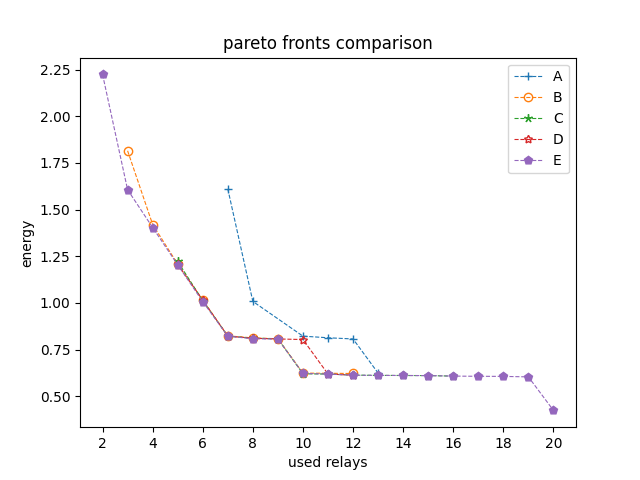 pareto fronts comparison
2.25
2.00
1.75
1.50
1.25
1.00
0.75
0.50
energy
A
B
C
D
E
2 4 6 8 10 12 14 16 18 20
used relays